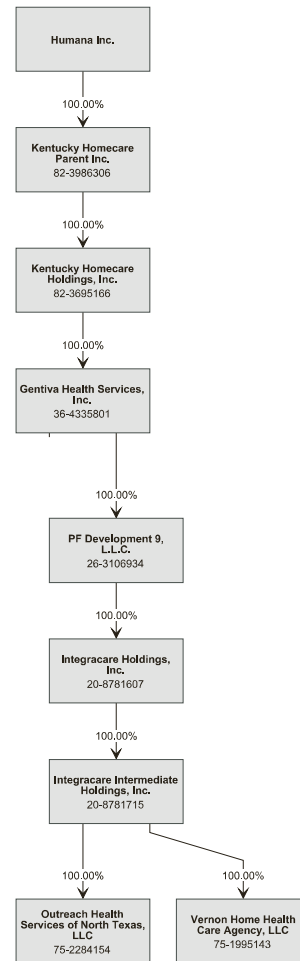 Humana Inc.
100.00%
Kentucky Homecare
Parent Inc.
82-3986306
100.00%
Kentucky Homecare
Holdings, Inc.
82-3695166
100.00%
Gentiva Health Services,
Inc.
36-4335801
100.00%
PF Development 9,
L.L.C.
26-3106934
100.00%
Integracare Holdings,
Inc.
20-8781607
100.00%
Integracare Intermediate
Holdings, Inc.
20-8781715
100.00%
100.00%
Outreach Health
Services of North Texas,
LLC
75-2284154
Vernon Home Health
Care Agency, LLC
75-1995143